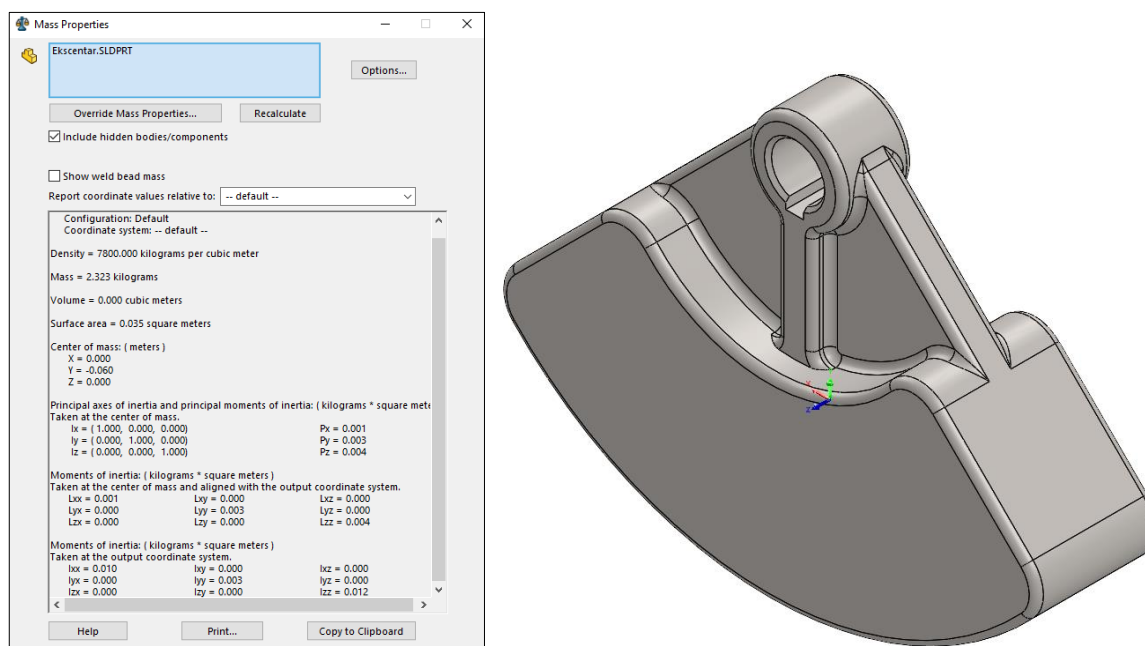 Mass Properties
Ekscentar.SLDPRT
Options...
Override Mass Properties...
Recalculate
Include hidden bodies/components
Show weld bead mass
Report coordinate values relative to: -- default --
Configuration: Default
Coordinate system: -- default --
Density = 7800.000 kilograms per cubic meter
Mass = 2.323 kilograms
Volume = 0.000 cubic meters
Surface area = 0.035 square meters
Center of mass: ( meters )
X = 0.000
Y = -0.060
Z = 0.000
Principal axes of inertia and principal moments of inertia: ( kilograms * square mete
Taken at the center of mass.
Ix = ( 1.000, 0.000, 0.000) Px = 0.001
Iy = ( 0.000, 1.000, 0.000) Py = 0.003
Iz = ( 0.000, 0.000, 1.000) Pz = 0.004
Moments of inertia: ( kilograms * square meters )
Taken at the center of mass and aligned with the output coordinate system.
Lxx = 0.001 Lxy = 0.000 Lxz = 0.000
Lyx = 0.000 Lyy = 0.003 Lyz = 0.000
Lzx = 0.000 Lzy = 0.000 Lzz = 0.004
Moments of inertia: ( kilograms * square meters )
Taken at the output coordinate system.
Ixx = 0.010 Ixy = 0.000 Ixz = 0.000
Iyx = 0.000 Iyy = 0.003 Iyz = 0.000
Izx = 0.000 Izy = 0.000 Izz = 0.012
Help
Print...
Copy to Clipboard